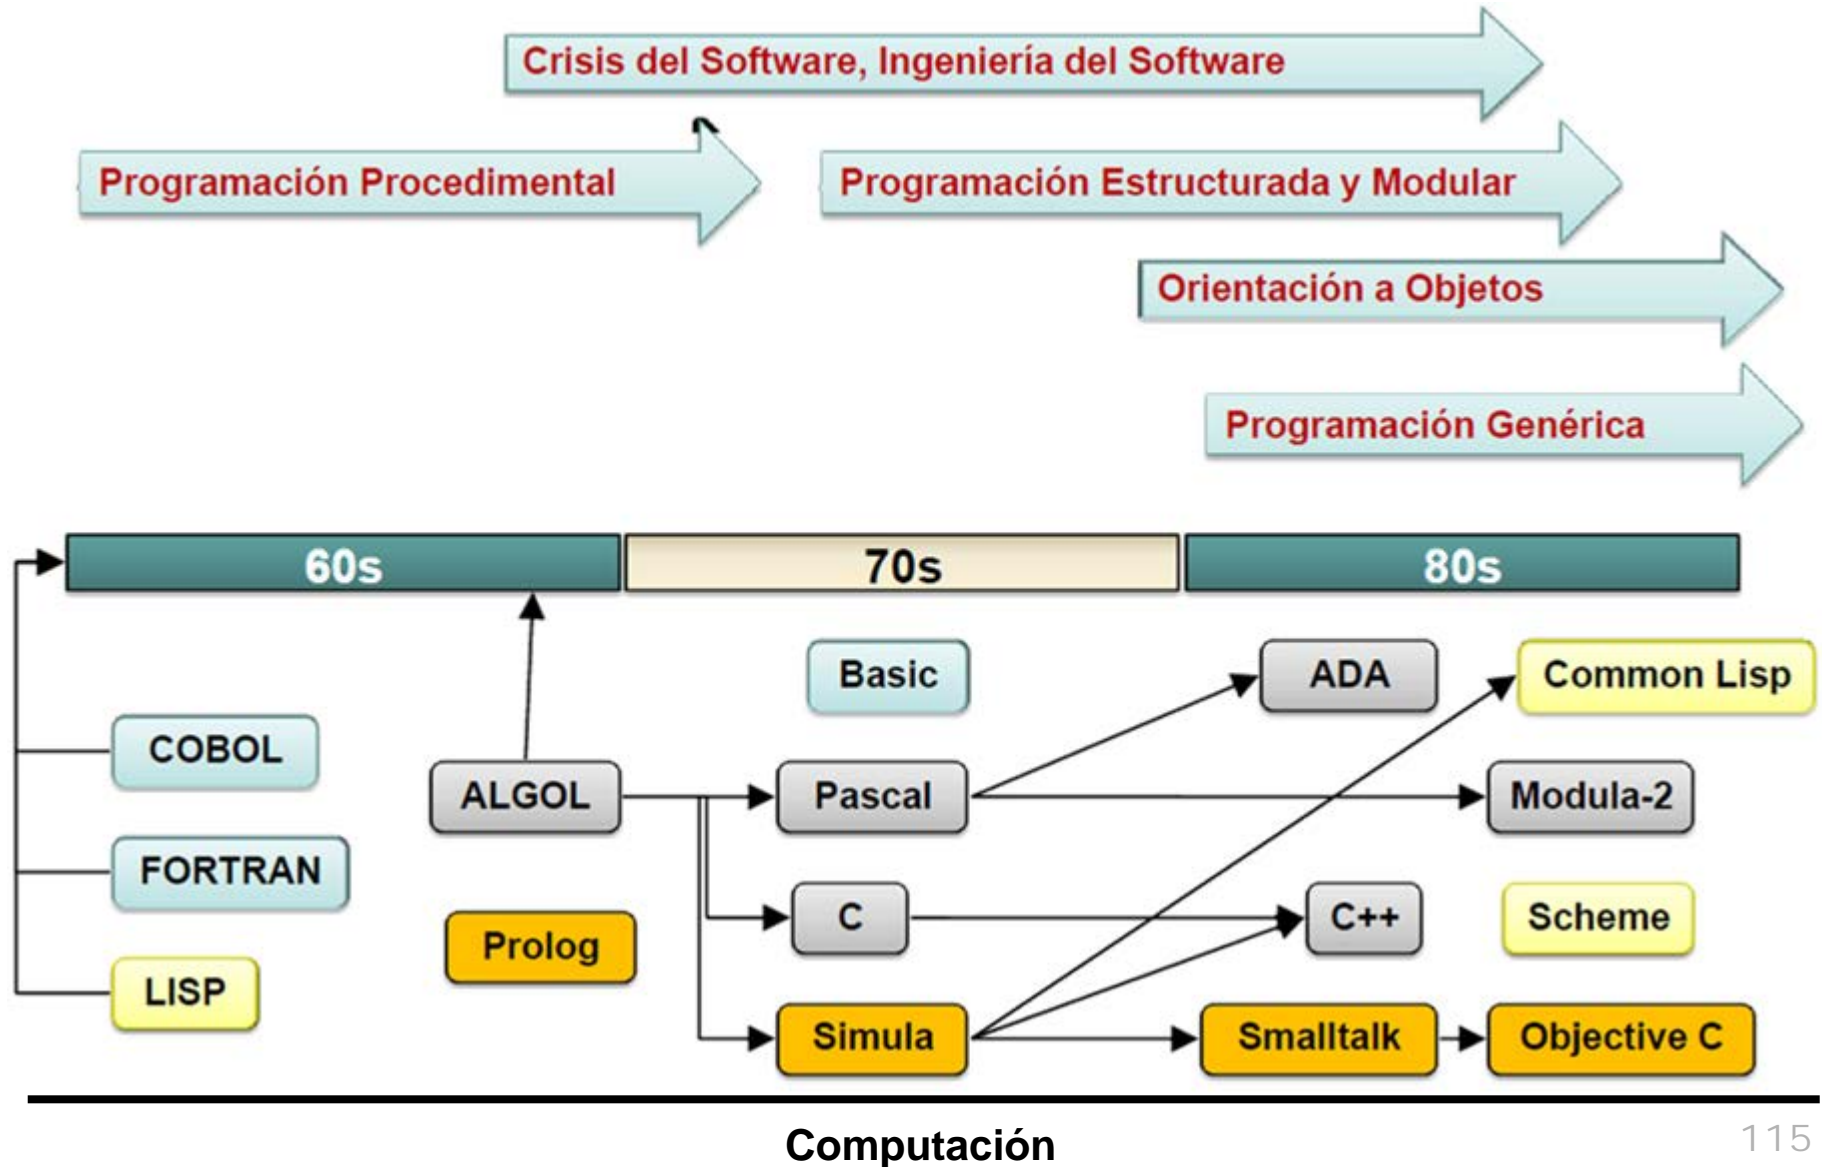 Crisis del Software, Ingeniería del Software
Programación Procedimental
Programación Estructurada y Modular
Orientación a Objetos
Programación Genérica
60s
70s
80s
Basic
ADA
Common Lisp
COBOL
ALGOL
Pascal
Modula-2
FORTRAN
Prolog
C
C++
Scheme
LISP
Simula
Smalltalk
Objective C
Computación
115